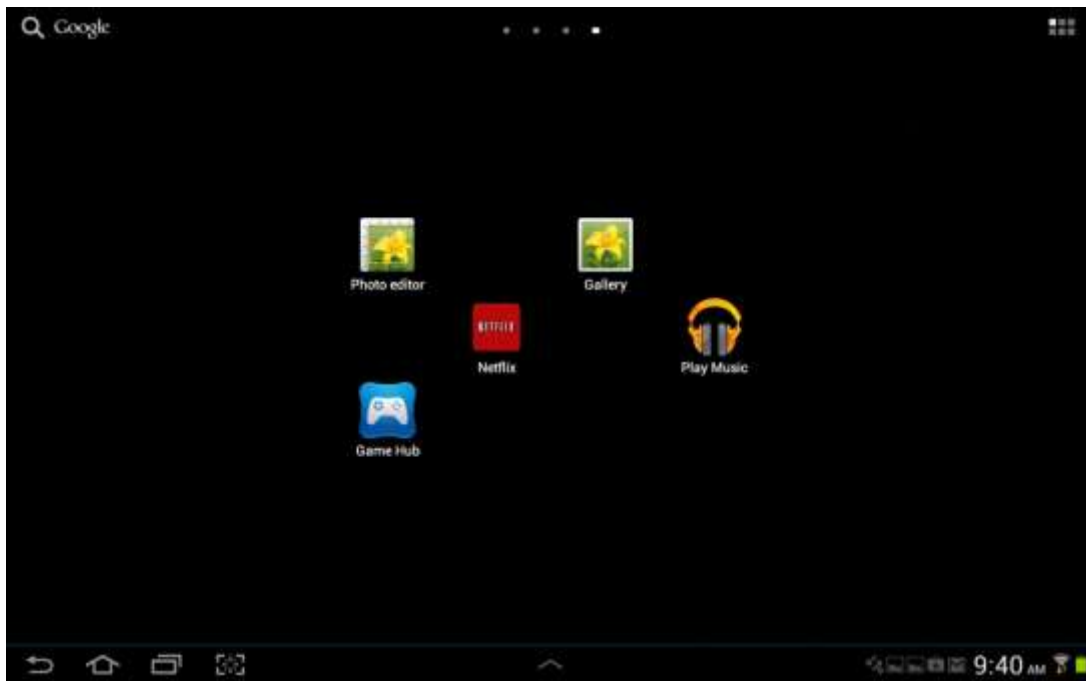 Google
Photo editor
Gallery
NETFLIX
Netflix
Play Music
Game Hub
9:40 AM